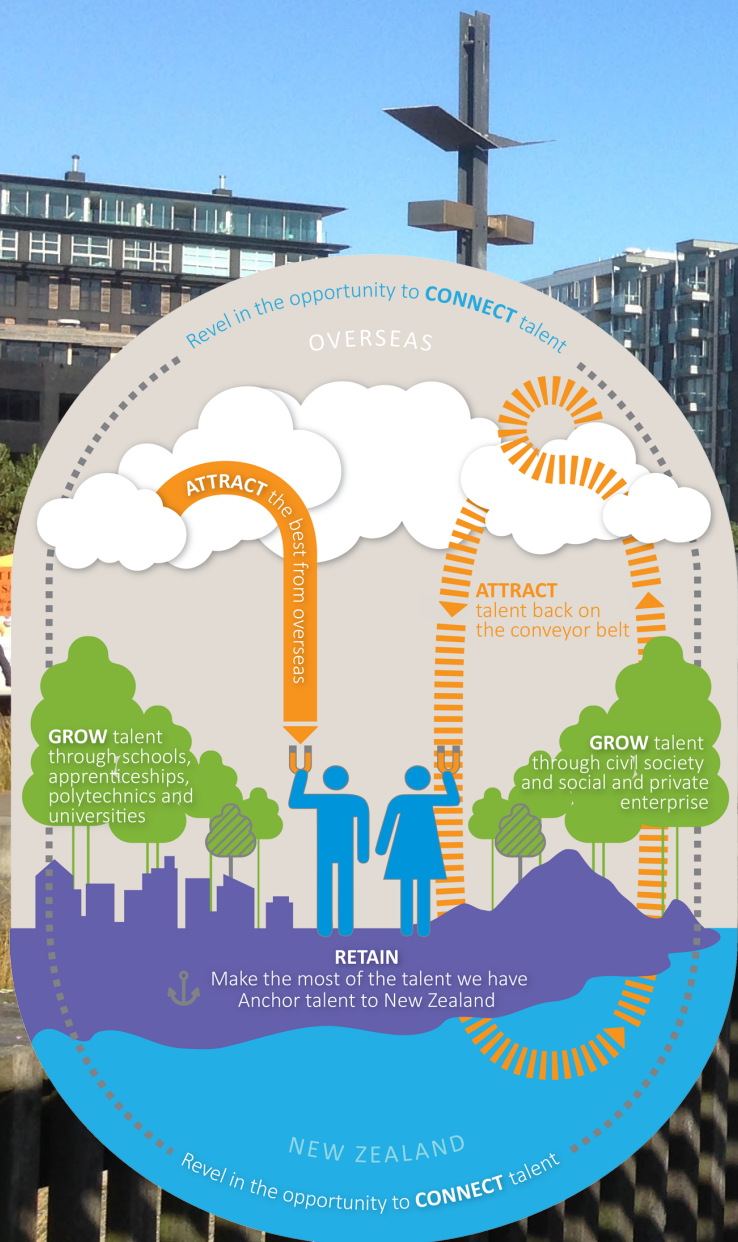 Revel in the opportunity to CONNECT talent
OVERSEAS
ATTRACT the best from overseas
ATTRACT
talent back on
the conveyor belt
GROW talent
through schools,
apprenticeships,
polytechnics and
universities
GROW talent
through civil society
and social and private
enterprise
RETAIN
Make the most of the talent we have
Anchor talent to New Zealand
NEW ZEALAND
Revel in the opportunity to CONNECT talent